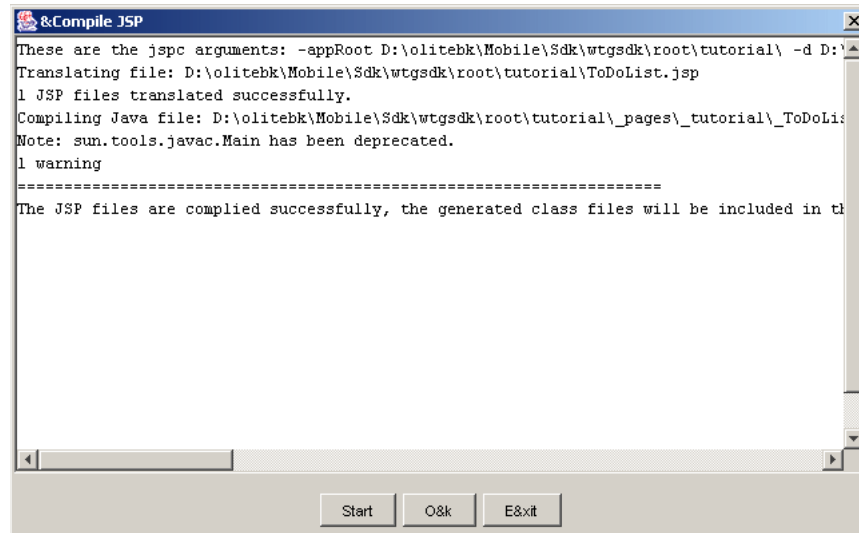 &Compile JSP
These are the jspc arguments: -appRoot D:\olitebk\Mobile\Sdk\wtgsdk\root\tutorial\ -d D:\
Translating file: D:\olitebk\Mobile\Sdk\wtgsdk\root\tutorial\ToDoList.jsp
1 JSP files translated successfully.
Compiling Java file: D:\olitebk\Mobile\Sdk\wtgsdk\root\tutorial\_pages\_tutorial\_ToDoLis
Note: sun.tools.javac.Main has been deprecated.
1 warning
======================================================================
The JSP files are complied successfully, the generated class files will be included in th
Start O&k E&xit